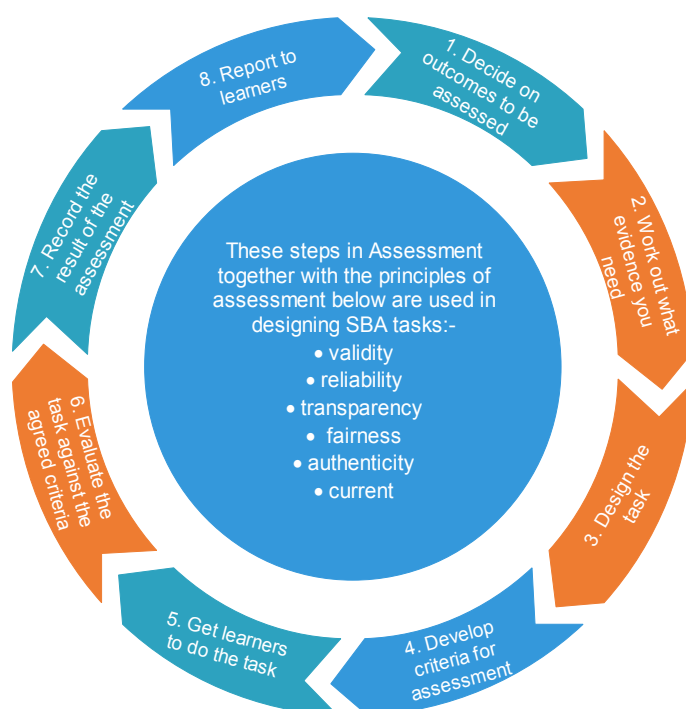 1. Decide on
outcomes to be
assessed
2. Work out what
evidence you
need
3. Design the
task
4. Develop
criteria for
assessment
5. Get learners
to do the task
6. Evaluate the
task against the
agreed criteria
7. Record the
result of the
assessment
8. Report to
learners
These steps in Assessment
together with the principles of
assessment below are used in
designing SBA tasks:-
• validity
• reliability
• transparency
• fairness
• authenticity
• current